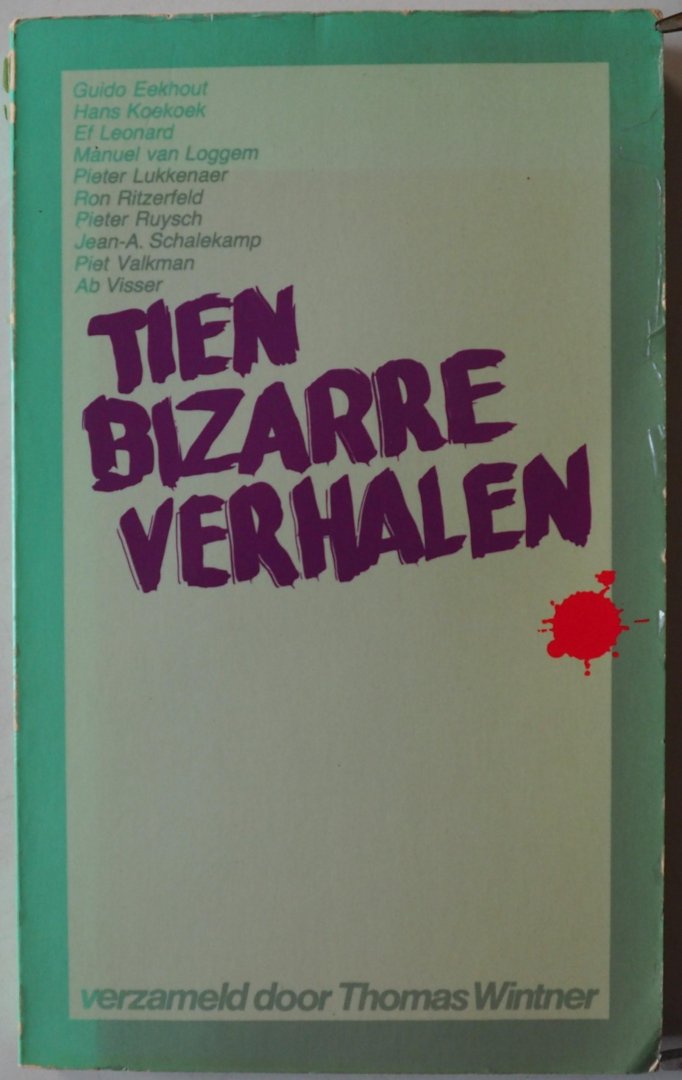 Guido Eekhout
Hans Koekoek
Ef Leonard
Manuel van Loggem
Pieter Lukkenaer
Ron Ritzerfeld
Pieter Ruysch
Jean-A. Schalekamp
Piet Valkman
Ab Visser
TIEN
BIZARRE
VERHALEN
verzameld door Thomas Wintner